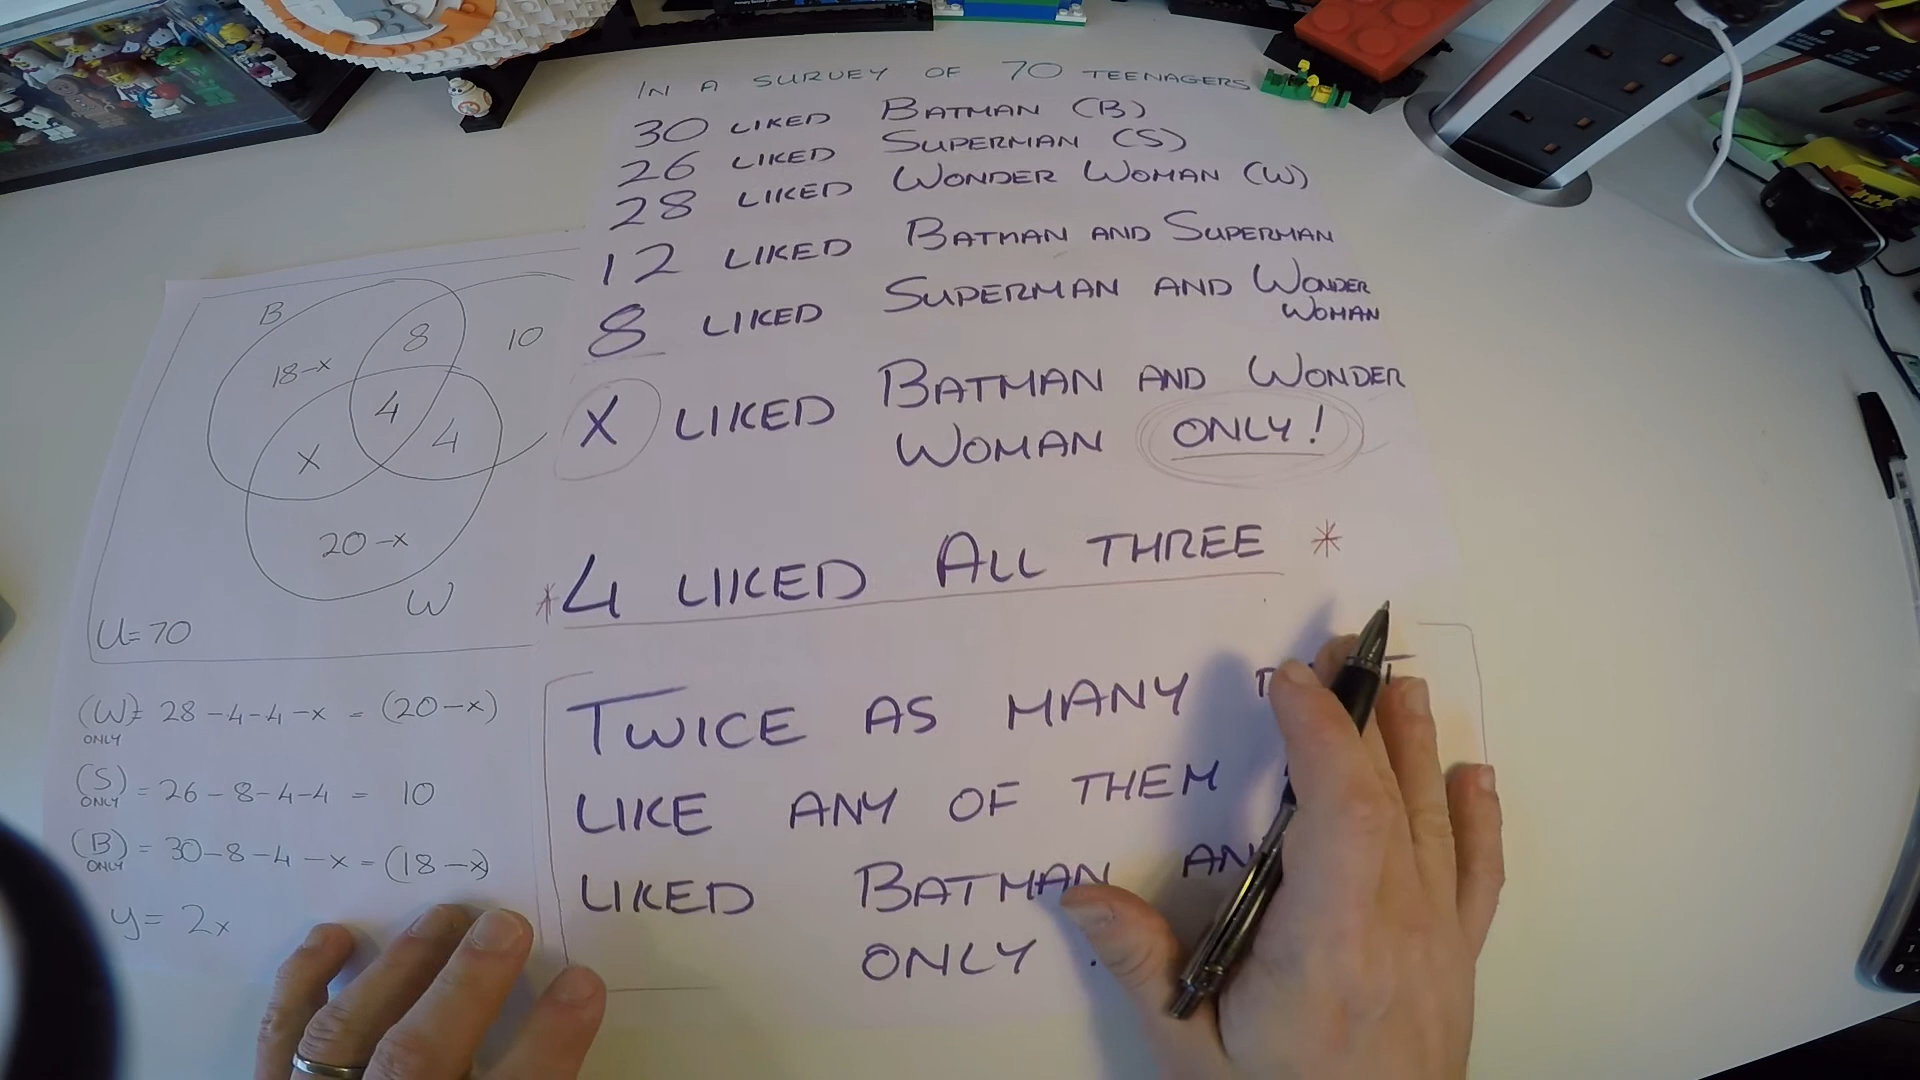 IN A SURVEY OF 70 TEENAGERS
30 LIKED BATMAN (B)
26 LIKED SUPERMAN (S)
28 LIKED WONDER WOMAN (W)
12 LIKED BATMAN AND SUPERMAN
8 LIKED SUPERMAN AND WONDER
WOMAN
X LIKED BATMAN AND WONDER
WOMAN ONLY!
*4 LIKED ALL THREE *
TWICE AS MANY
LIKE ANY OF THEM
LIKED BATMAN
ONLY.
B
8
10
18-x
4
4
x
20-x
W
U=70
(W)= 28-4-4-x = (20-x)
ONLY
(S) = 26-8-4-4 = 10
ONLY
(B) = 30-8-4-x = (18-x)
ONLY
y= 2x